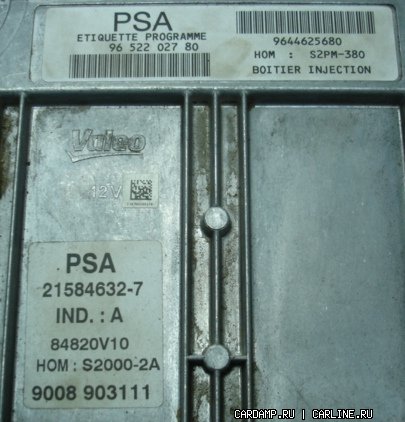 PSA
ETIQUETTE PROGRAMME
96 522 027 80
9644625680
HOM : S2PM-380
BOITIER INJECTION
Valeo
12V
PSA
21584632-7
IND. : A
84820V10
HOM : S2000-2A
9008 903111
CARDAMP.RU | CARLINE.RU